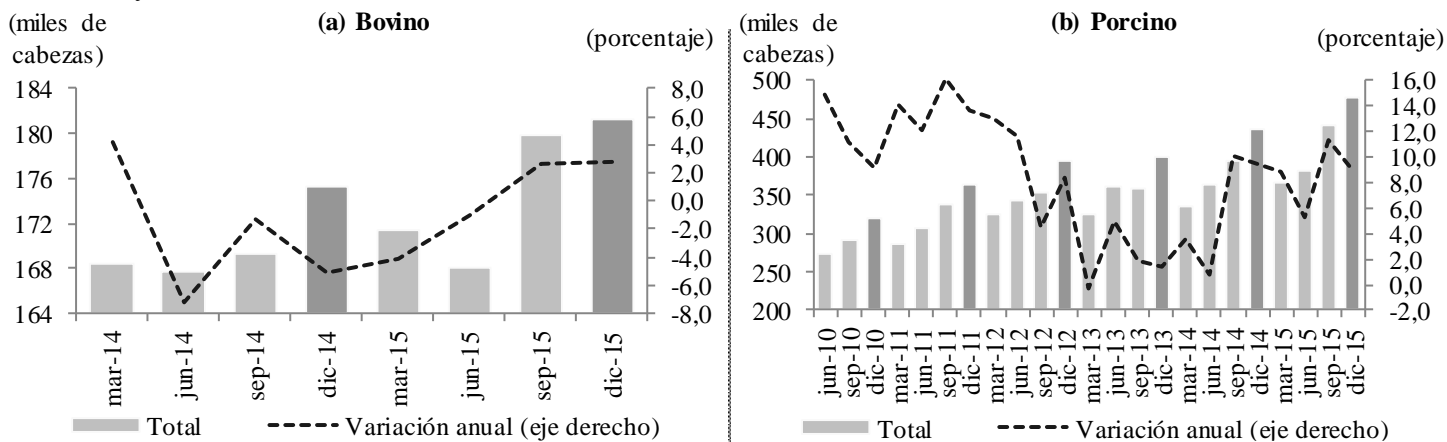 (miles de cabezas)
(a) Bovino
(porcentaje)
184
180
176
172
168
164
8,0
6,0
4,0
2,0
0,0
-2,0
-4,0
-6,0
-8,0
mar-14
jun-14
sep-14
dic-14
mar-15
jun-15
sep-15
dic-15
Total
Variación anual (eje derecho)
(miles de cabezas)
(b) Porcino
(porcentaje)
500
450
400
350
300
250
200
16,0
14,0
12,0
10,0
8,0
6,0
4,0
2,0
0,0
-2,0
jun-10
sep-10
dic-10
mar-11
jun-11
sep-11
dic-11
mar-12
jun-12
sep-12
dic-12
mar-13
jun-13
sep-13
dic-13
mar-14
jun-14
sep-14
dic-14
mar-15
jun-15
sep-15
dic-15
Total
Variación anual (eje derecho)